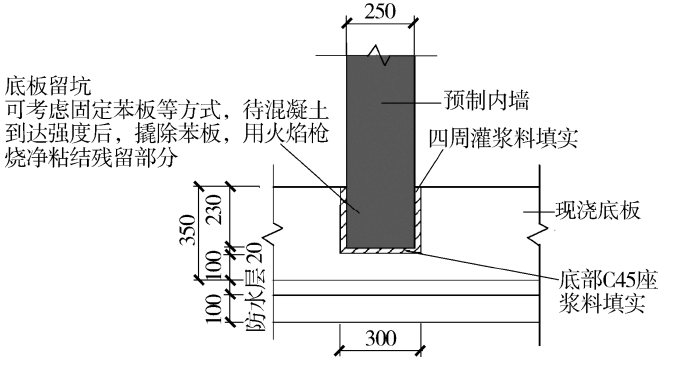 250
底板留坑
可考虑固定苯板等方式，待混凝土
到达强度后，撬除苯板，用火焰枪
烧净粘结残留部分
预制内墙
四周灌浆料填实
现浇底板
350
230
20
100
100
防水层
底部C45座
浆料填实
300